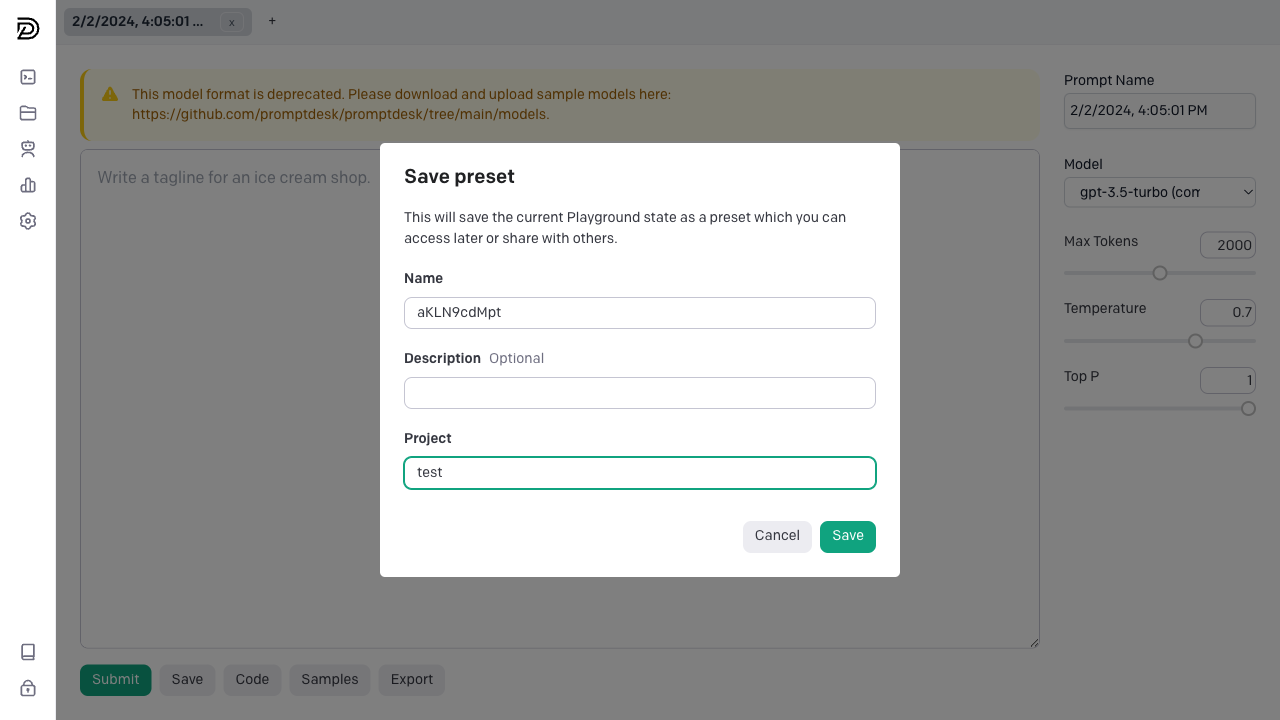 2/2/2024, 4:05:01 ...
x
+
This model format is deprecated. Please download and upload sample models here:
https://github.com/promptdesk/promptdesk/tree/main/models.
Write a tagline for an ice cream shop.
Prompt Name
2/2/2024, 4:05:01 PM
Model
gpt-3.5-turbo (com
Max Tokens
2000
Temperature
0.7
Top P
1
Save preset
This will save the current Playground state as a preset which you can
access later or share with others.
Name
aKLN9cdMpt
Description Optional
Project
test
Cancel
Save
Submit
Save
Code
Samples
Export